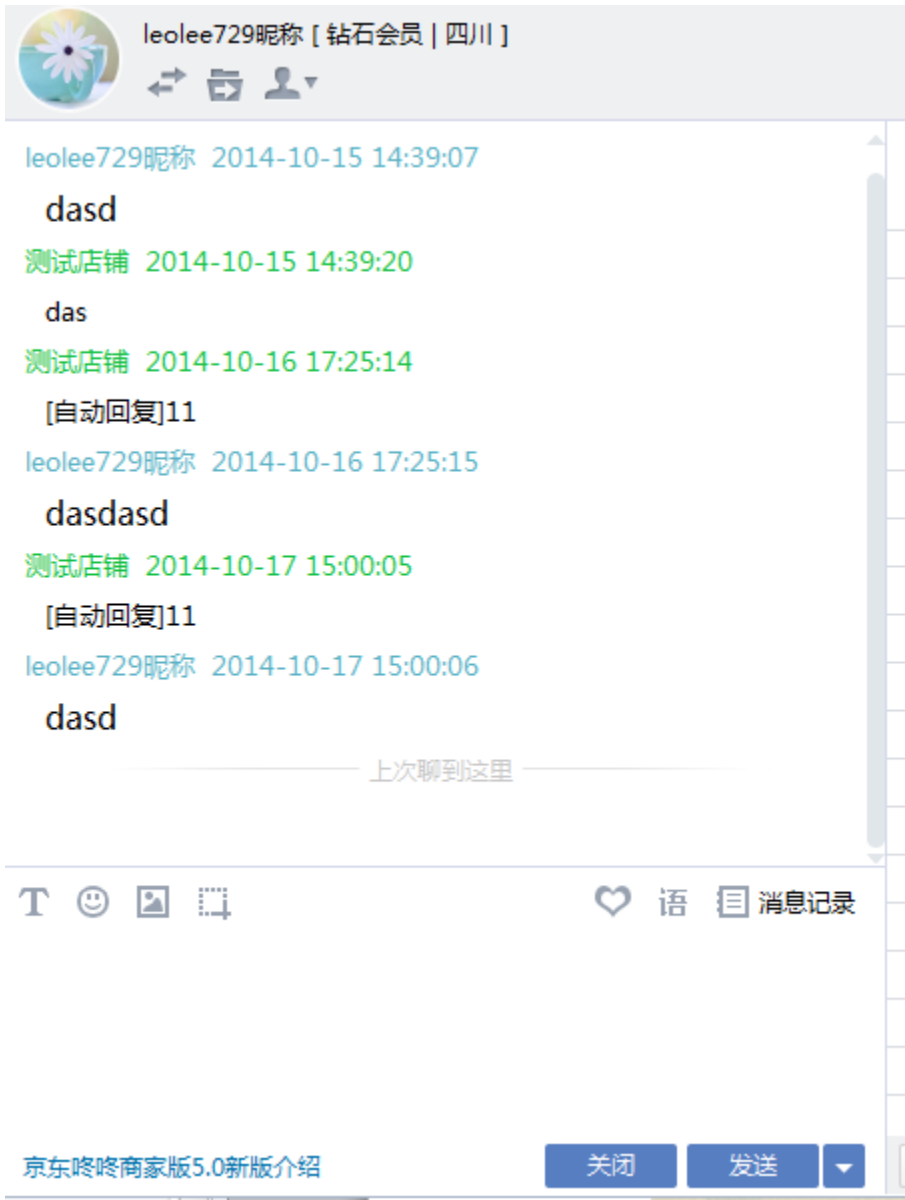 leolee729昵称 [ 钻石会员 | 四川 ]
leolee729昵称 2014-10-15 14:39:07
dasd
测试店铺 2014-10-15 14:39:20
das
测试店铺 2014-10-16 17:25:14
[自动回复]11
leolee729昵称 2014-10-16 17:25:15
dasdasd
测试店铺 2014-10-17 15:00:05
[自动回复]11
leolee729昵称 2014-10-17 15:00:06
dasd
上次聊到这里
T 语 消息记录
京东咚咚商家版5.0新版介绍 关闭 发送